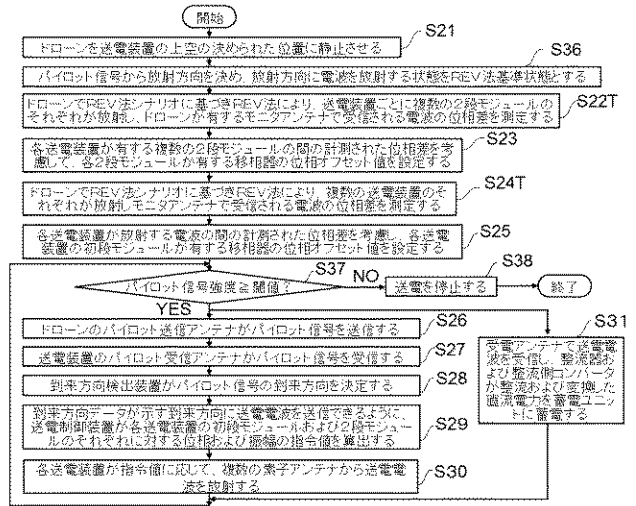 開始
ドローンを送電装置の上空の決められた位置に静止させる
S21
パイロット信号から放射方向を決め、放射方向に電波を放射する状態をREV法基準状態とする
S36
ドローンでREV法シナリオに基づきREV法により、送電装置ごとに複数の2段モジュールの
それぞれが放射し、ドローンが有するモニタアンテナで受信される電波の位相差を測定する
S22T
各送電装置が有する複数の2段モジュールの間の計測された位相差を考
慮して、各2段モジュールが有する移相器の位相オフセット値を設定する
S23
ドローンでREV法シナリオに基づきREV法により、複数の送電装置のそ
れぞれが放射しモニタアンテナで受信される電波の位相差を測定する
S24T
各送電装置が放射する電波の間の計測された位相差を考慮し、各送電
装置の初段モジュールが有する移相器の位相オフセット値を設定する
S25
パイロット信号強度≧閾値?
S37
NO
送電を停止する
S38
終了
YES
ドローンのパイロット送信アンテナがパイロット信号を送信する
S26
送電装置のパイロット受信アンテナがパイロット信号を受信する
S27
到来方向検出装置がパイロット信号の到来方向を決定する
S28
到来方向データが示す到来方向に送電電波を送信できるように、
送電制御装置が各送電装置の初段モジュールおよび2段モジュー
ルのそれぞれに対する位相および振幅の指令値を算出する
S29
各送電装置が指令値に応じて、複数の素子アンテナから送電電
波を放射する
S30
受電アンテナで送電電
波を受信し、整流器お
よび整流側コンバータ
が整流および変換した
直流電力を蓄電ユニッ
トに蓄電する
S31